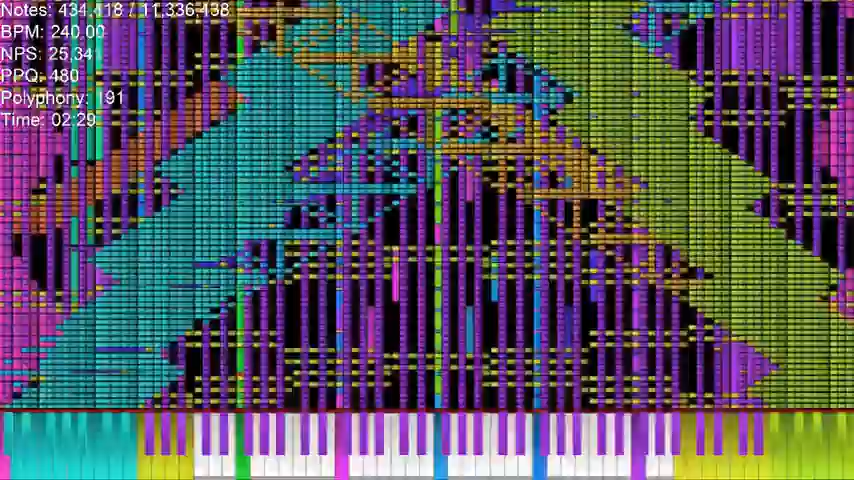 Notes: 434,118 / 11,336,438
BPM: 240,00
NPS: 25,34
PPQ: 480
Polyphony: 191
Time: 02:29